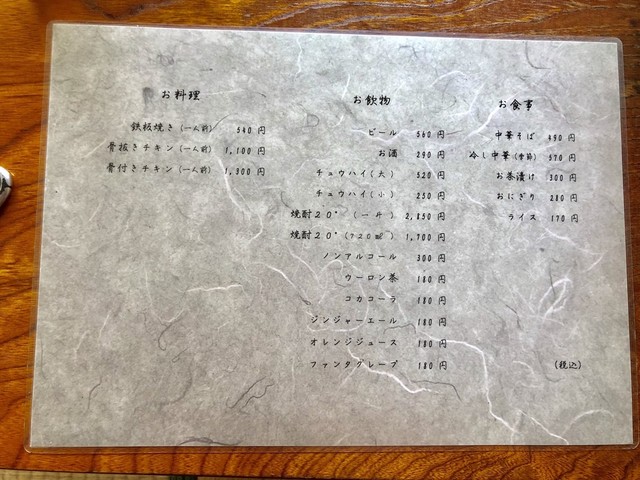 お料理
鉄板焼き(一人前) 540 円
骨抜きチキン(一人前) 1,100 円
骨付きチキン(一人前) 1,300 円
お飲物
ビール 560 円
お酒 290 円
チュウハイ(大) 520 円
チュウハイ(小) 250 円
焼酎20°(一升) 2,850 円
焼酎20°(720㎖) 1,700 円
ノンアルコール 300 円
ウーロン茶 180 円
コカコーラ 180 円
ジンジャーエール 180 円
オレンジジュース 180 円
ファンタグレープ 180 円
お食事
中華そば 490 円
冷し中華(季節) 570 円
お茶漬け 300 円
おにぎり 280 円
ライス 170 円
(税込)